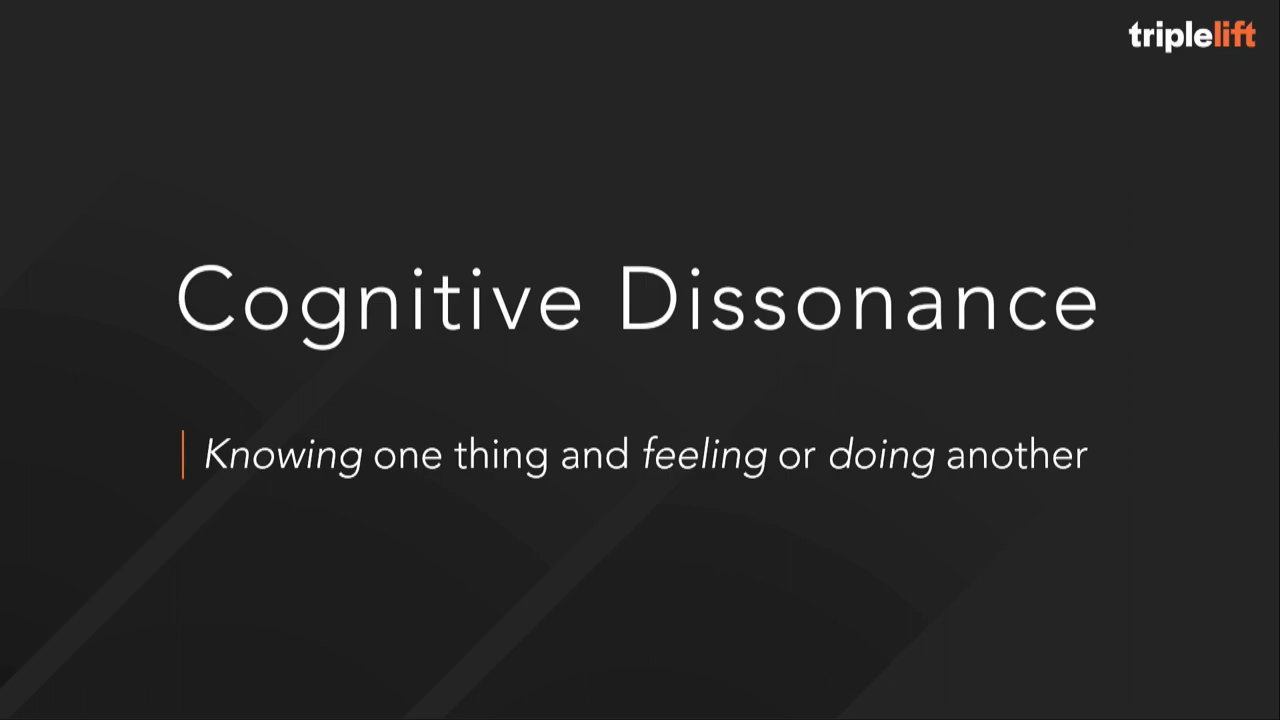 triplelift
Cognitive Dissonance
Knowing one thing and feeling or doing another